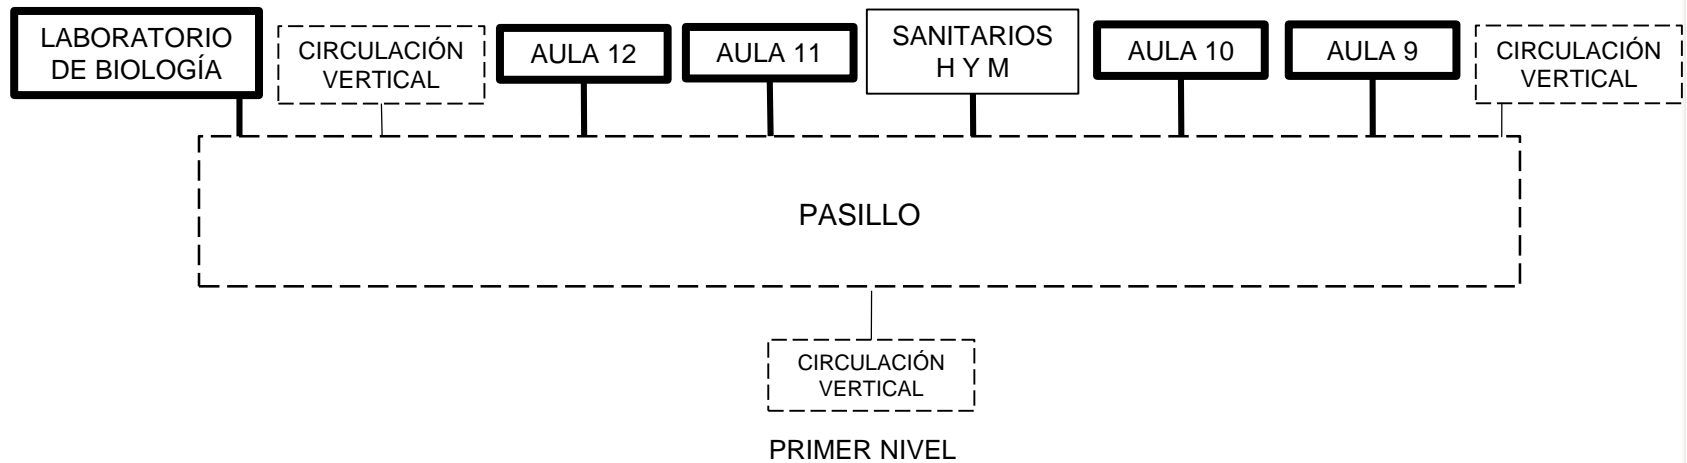 LABORATORIO
DE BIOLOGÍA
CIRCULACIÓN
VERTICAL
AULA 12
AULA 11
SANITARIOS
H Y M
AULA 10
AULA 9
CIRCULACIÓN
VERTICAL
PASILLO
CIRCULACIÓN
VERTICAL
PRIMER NIVEL